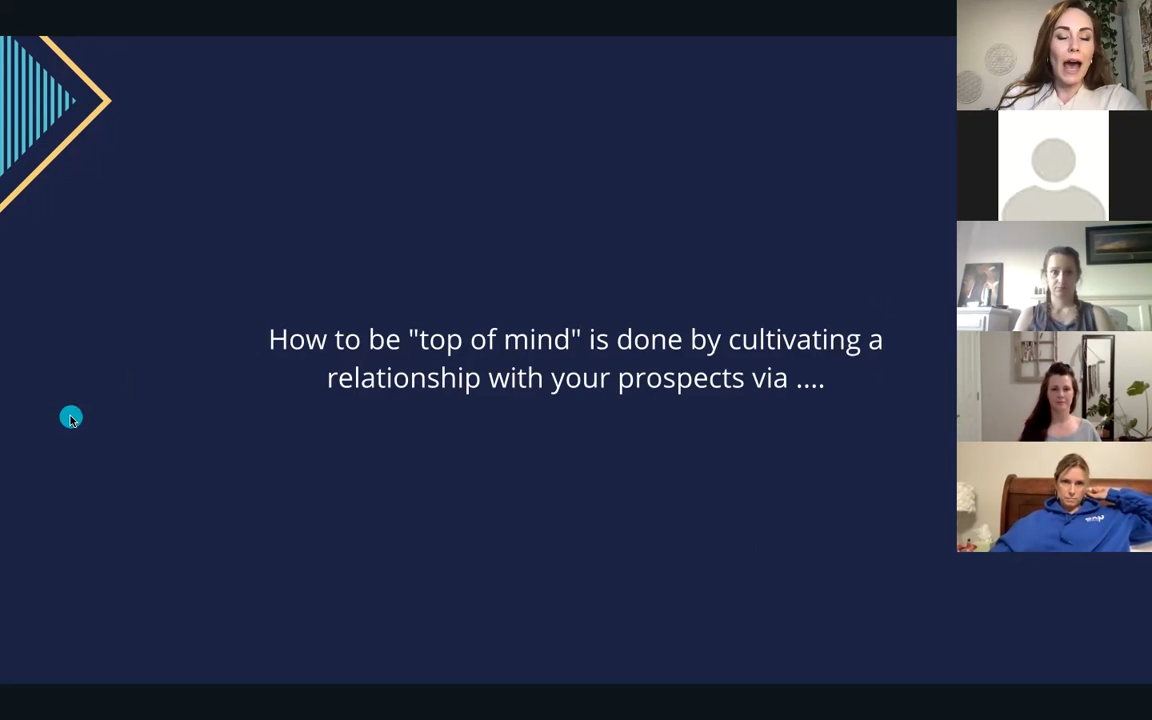 How to be "top of mind" is done by cultivating a
relationship with your prospects via ....